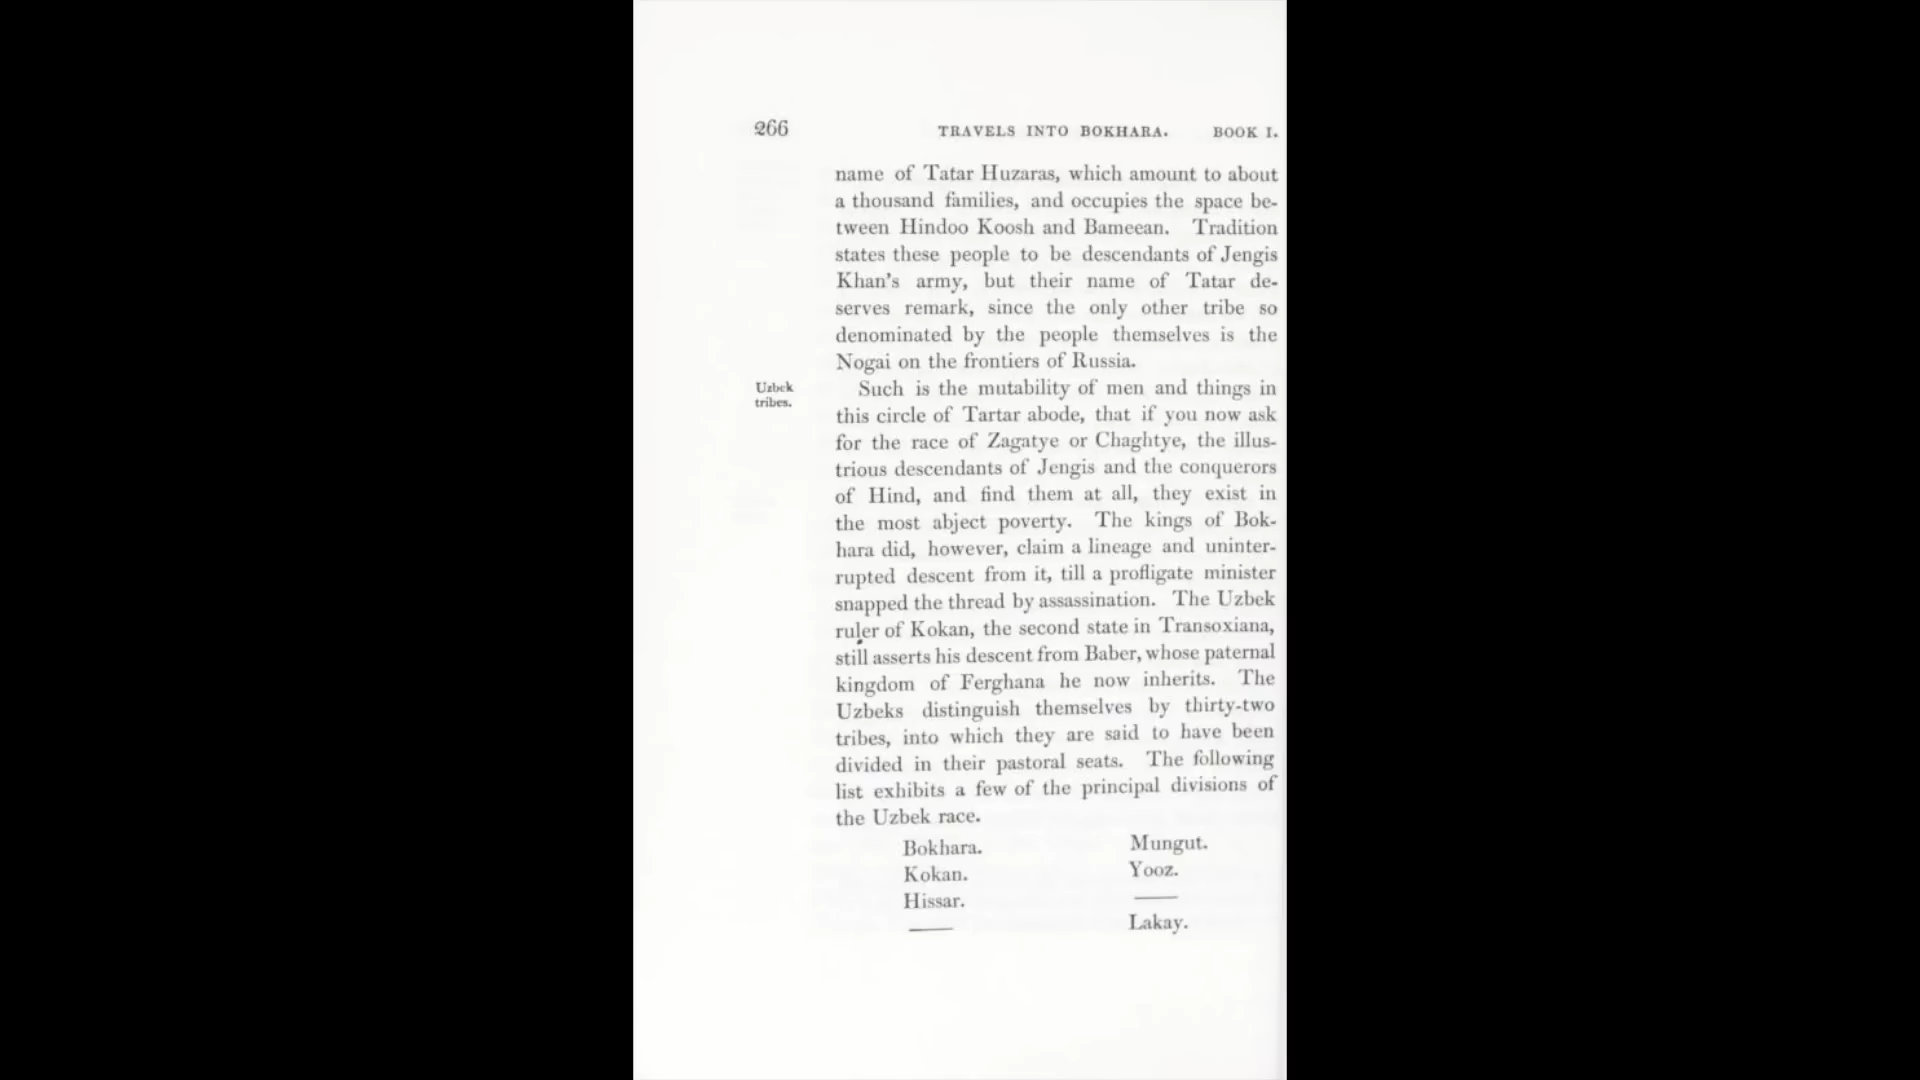 266 TRAVELS INTO BOKHARA. BOOK I.
name of Tatar Huzaras, which amount to about
a thousand families, and occupies the space be-
tween Hindoo Koosh and Bameean. Tradition
states these people to be descendants of Jengis
Khan's army, but their name of Tatar de-
serves remark, since the only other tribe so
denominated by the people themselves is the
Nogai on the frontiers of Russia.
Uzbek
tribes.
Such is the mutability of men and things in
this circle of Tartar abode, that if you now ask
for the race of Zagatye or Chaghtye, the illus-
trious descendants of Jengis and the conquerors
of Hind, and find them at all, they exist in
the most abject poverty. The kings of Bok-
hara did, however, claim a lineage and uninter-
rupted descent from it, till a profligate minister
snapped the thread by assassination. The Uzbek
ruler of Kokan, the second state in Transoxiana,
still asserts his descent from Baber, whose paternal
kingdom of Ferghana he now inherits. The
Uzbeks distinguish themselves by thirty-two
tribes, into which they are said to have been
divided in their pastoral seats. The following
list exhibits a few of the principal divisions of
the Uzbek race.
Bokhara. Mungut.
Kokan. Yooz.
Hissar. ——
—— Lakay.